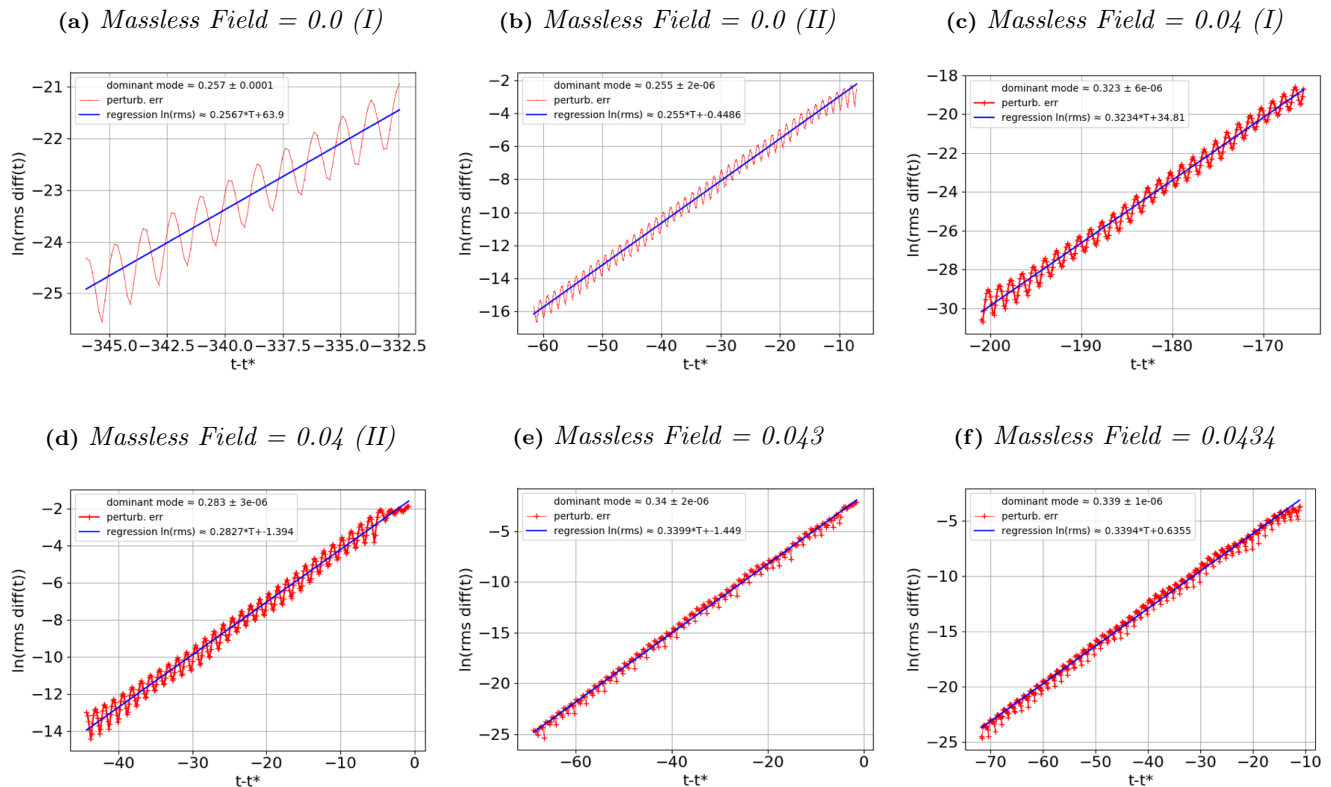 (a) Massless Field = 0.0 (I)
(b) Massless Field = 0.0 (II)
(c) Massless Field = 0.04 (I)
dominant mode ≈ 0.257 ± 0.0001
perturb. err
regression ln(rms) ≈ 0.2567*T+63.9
−21
−22
−23
−24
−25
ln(rms diff(t))
−345.0 −342.5 −340.0 −337.5 −335.0 −332.5
t-t*
dominant mode ≈ 0.255 ± 2e-06
perturb. err
regression ln(rms) ≈ 0.255*T+-0.4486
−2
−4
−6
−8
−10
−12
−14
−16
ln(rms diff(t))
−60 −50 −40 −30 −20 −10
t-t*
dominant mode ≈ 0.323 ± 6e-06
perturb. err
regression ln(rms) ≈ 0.3234*T+34.81
−18
−20
−22
−24
−26
−28
−30
ln(rms diff(t))
−200 −190 −180 −170
t-t*
(d) Massless Field = 0.04 (II)
(e) Massless Field = 0.043
(f) Massless Field = 0.0434
dominant mode ≈ 0.283 ± 3e-06
perturb. err
regression ln(rms) ≈ 0.2827*T+-1.394
−2
−4
−6
−8
−10
−12
−14
ln(rms diff(t))
−40 −30 −20 −10 0
t-t*
dominant mode ≈ 0.34 ± 2e-06
perturb. err
regression ln(rms) ≈ 0.3399*T+-1.449
−5
−10
−15
−20
−25
ln(rms diff(t))
−60 −40 −20 0
t-t*
dominant mode ≈ 0.339 ± 1e-06
perturb. err
regression ln(rms) ≈ 0.3394*T+0.6355
−5
−10
−15
−20
−25
ln(rms diff(t))
−70 −60 −50 −40 −30 −20 −10
t-t*